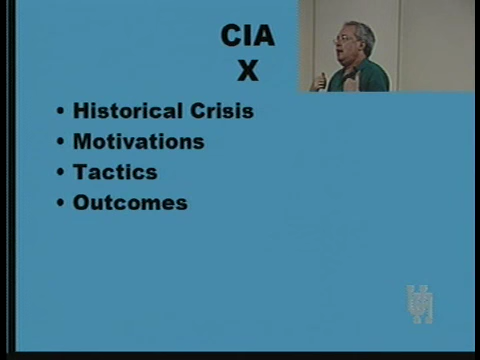 CIA
X
• Historical Crisis
• Motivations
• Tactics
• Outcomes